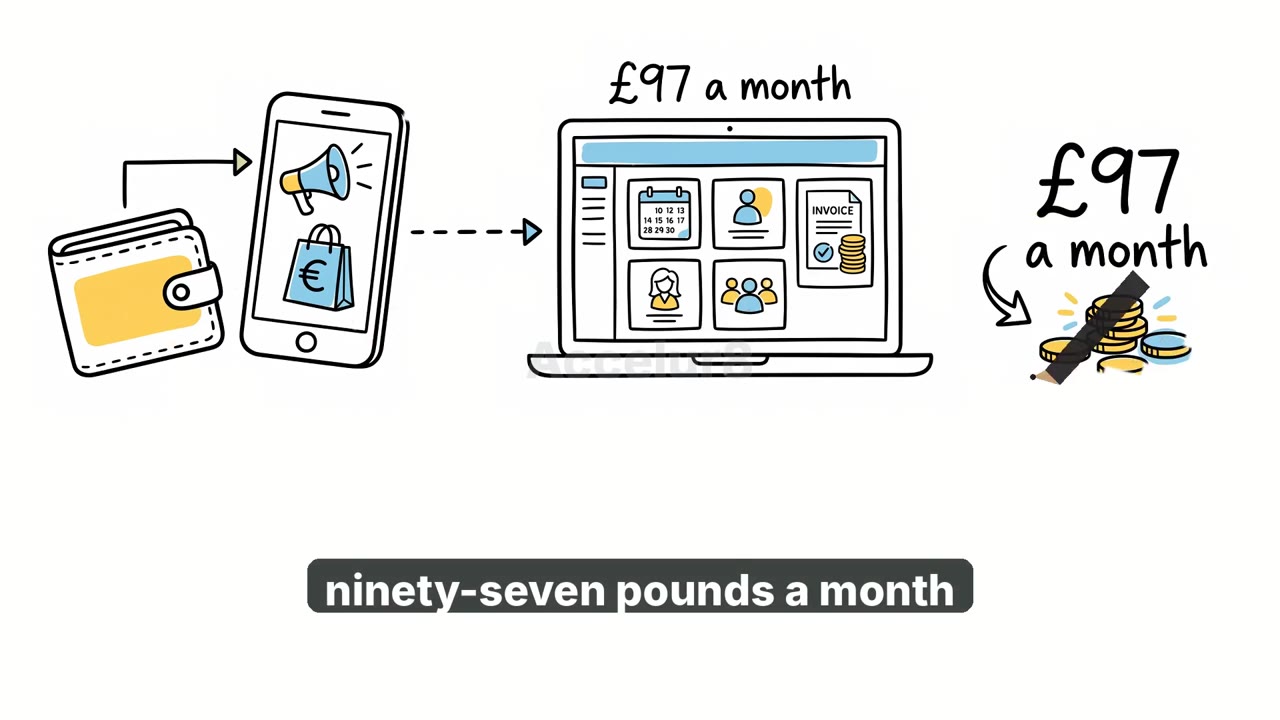 £97 a month
£97
a month
€
10 12 13
14 15 16 17
28 29 30
INVOICE
Accelor8
ninety-seven pounds a month